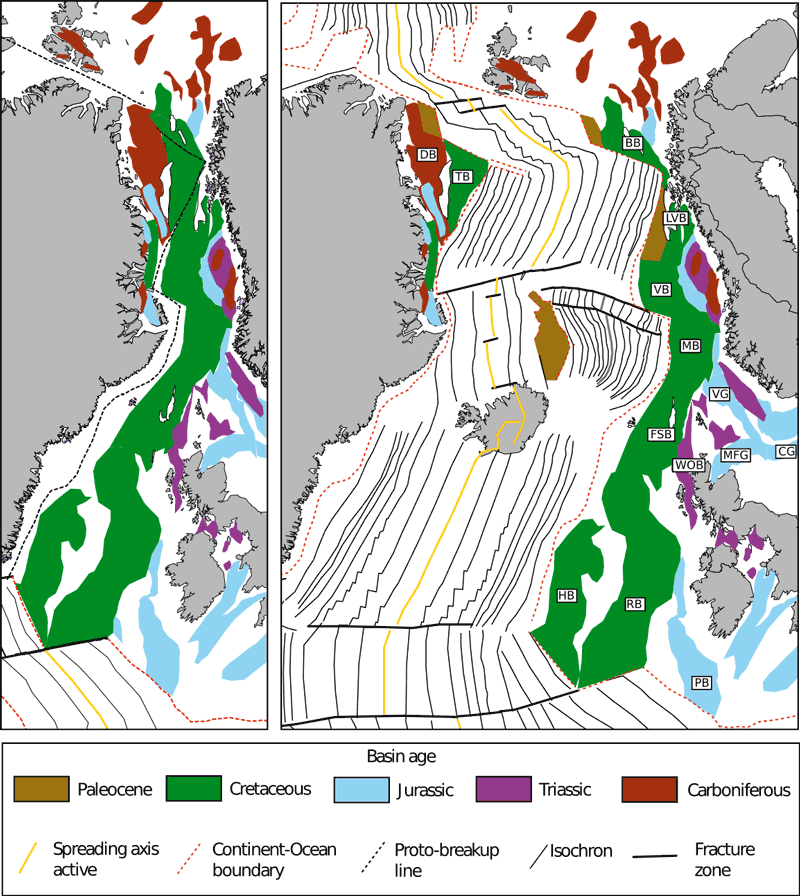 DB
TB
BB
LVB
VB
MB
VG
FSB
MFG
CG
WOB
HB
RB
PB
Basin age
Paleocene
Cretaceous
Jurassic
Triassic
Carboniferous
Spreading axis
active
Continent-Ocean
boundary
Proto-breakup
line
Isochron
Fracture
zone